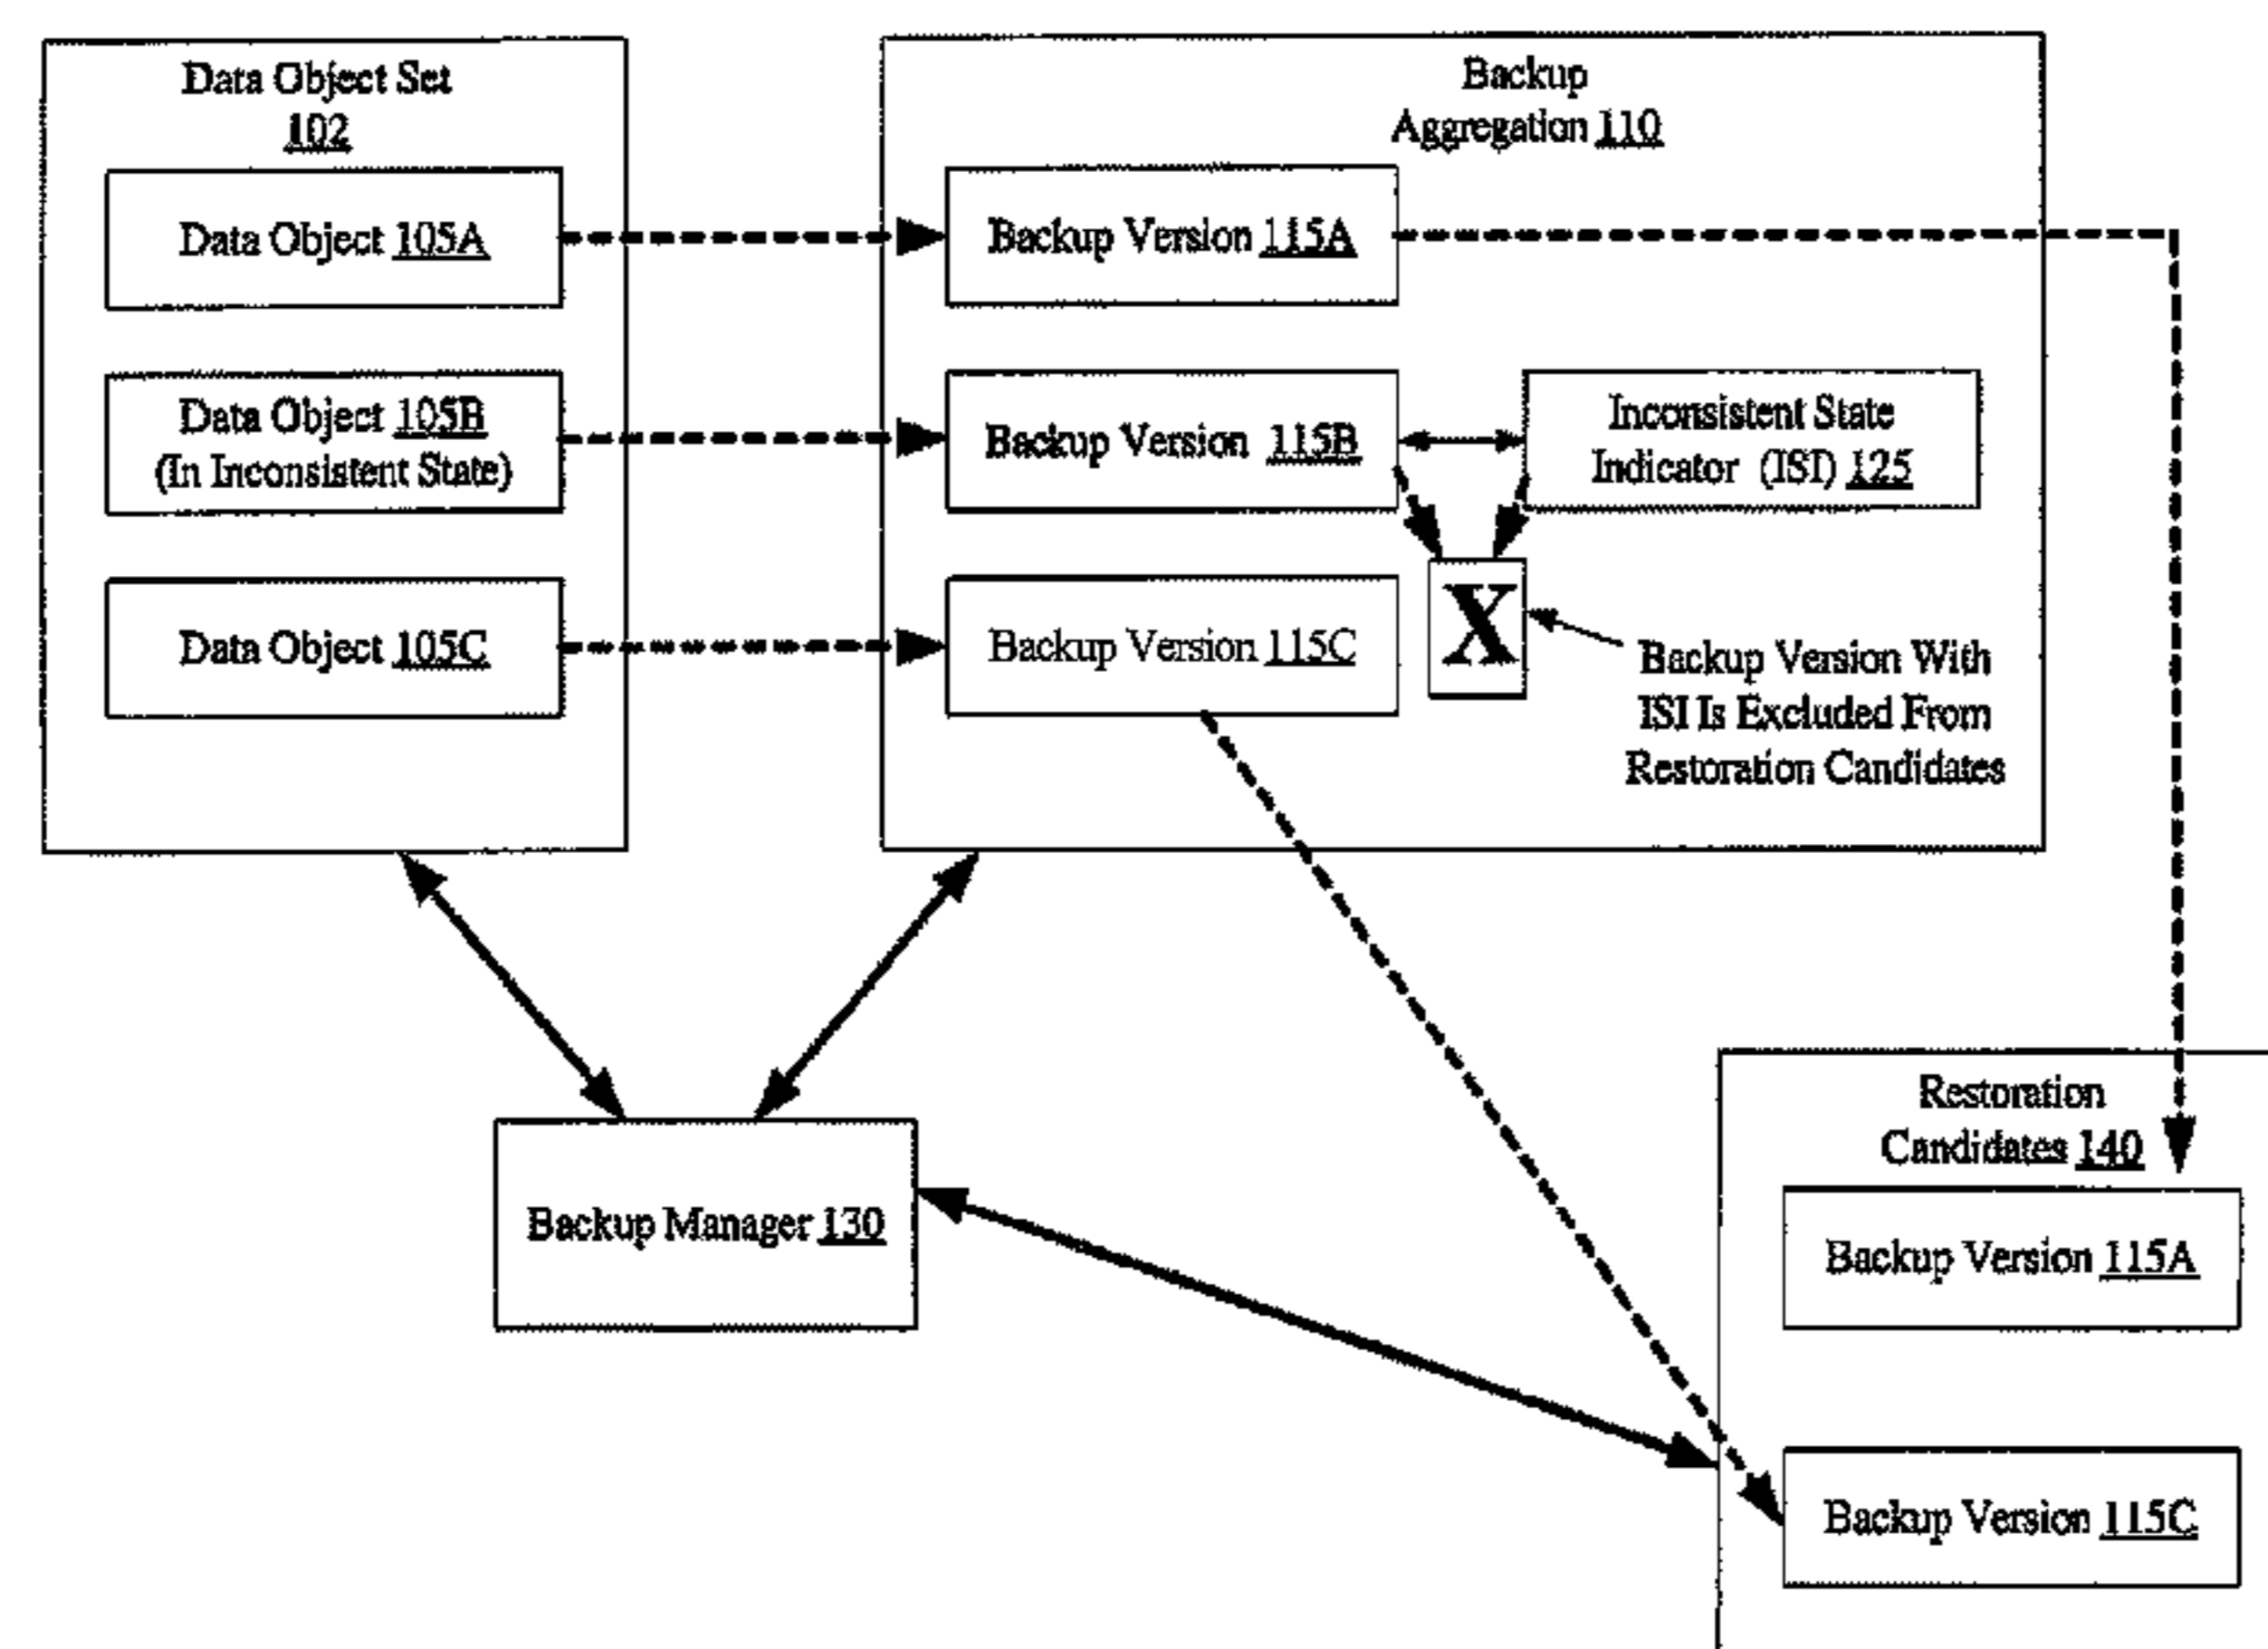 Data Object Set
102
Data Object 105A
Data Object 105B
(In Inconsistent State)
Data Object 105C
Backup
Aggregation 110
Backup Version 115A
Backup Version 115B
Inconsistent State
Indicator (ISI) 125
Backup Version 115C
X
Backup Version With
ISI Is Excluded From
Restoration Candidates
Backup Manager 130
Restoration
Candidates 140
Backup Version 115A
Backup Version 115C